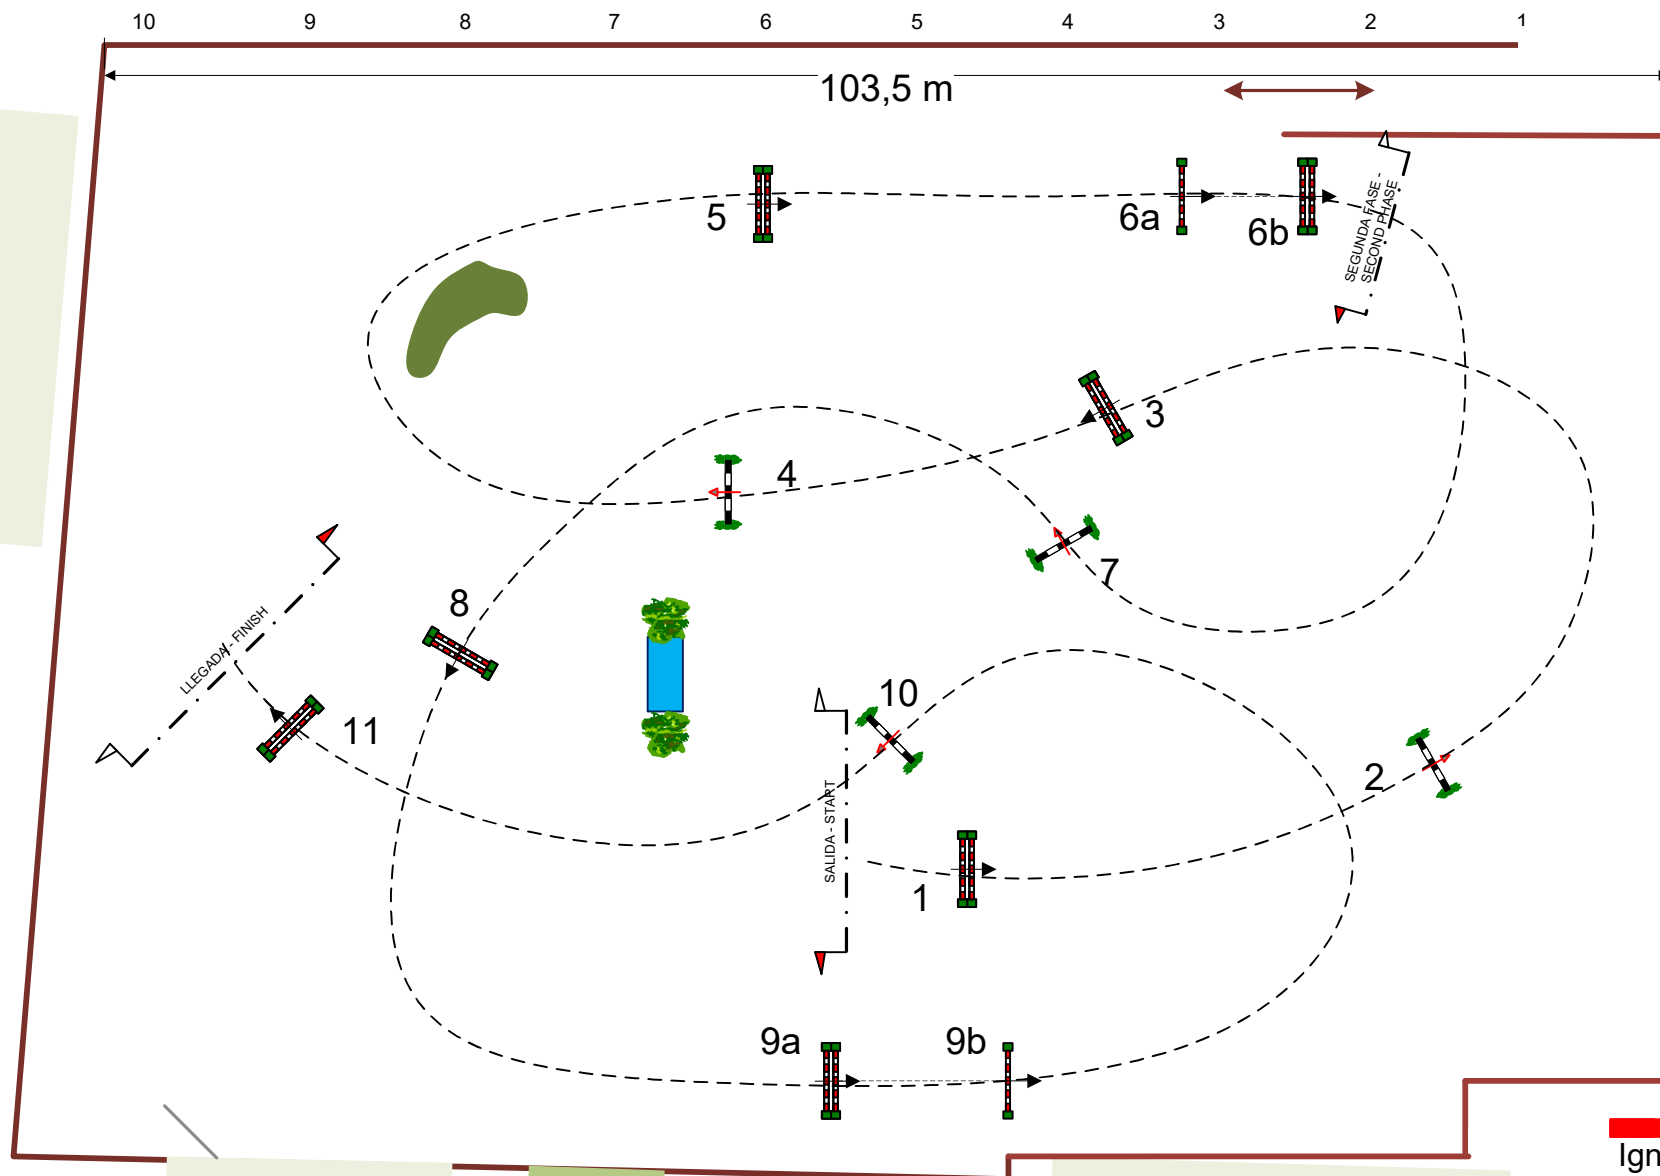 10 9 8 7 6 5 4 3 2 1
103,5 m
5
6a
6b
SEGUNDA FASE -
SECOND PHASE
3
4
7
8
LLEGADA - FINISH
11
10
2
SALIDA - START
1
9a
9b
Ign